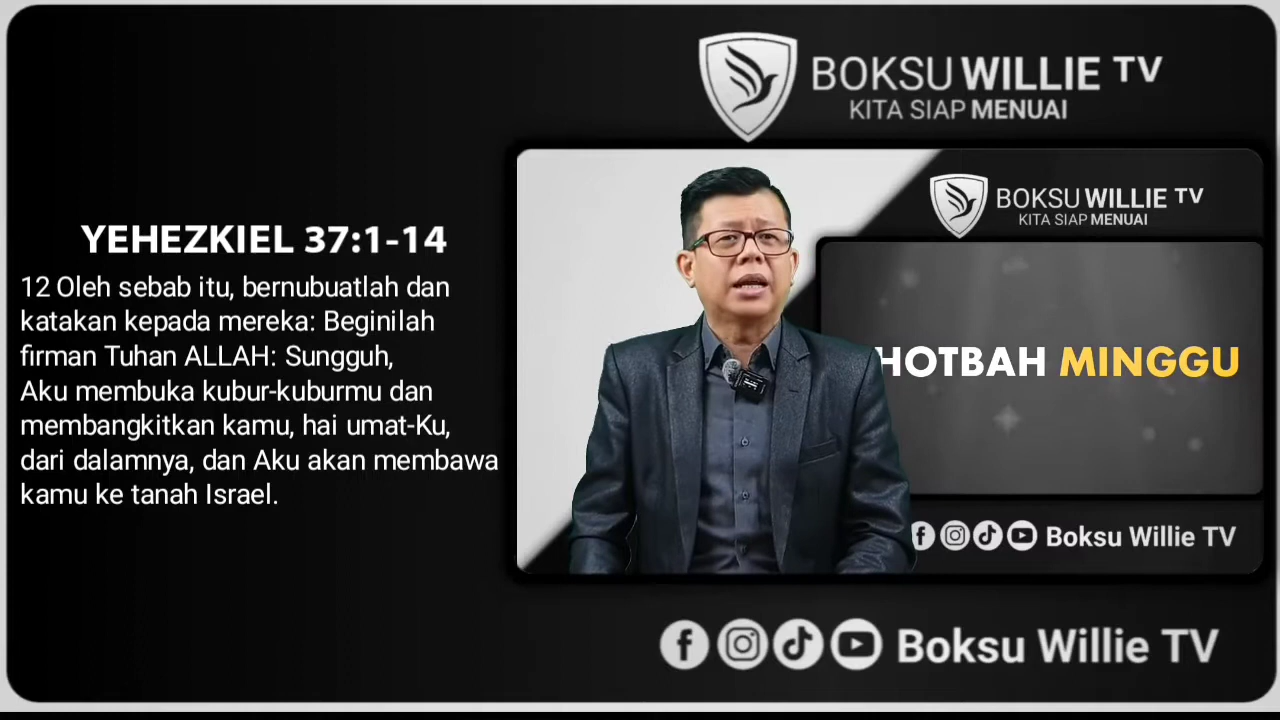 BOKSU WILLIE TV
KITA SIAP MENUAI
YEHEZKIEL 37:1-14
12 Oleh sebab itu, bernubuatlah dan
katakan kepada mereka: Beginilah
firman Tuhan ALLAH: Sungguh,
Aku membuka kubur-kuburmu dan
membangkitkan kamu, hai umat-Ku,
dari dalamnya, dan Aku akan membawa
kamu ke tanah Israel.
BOKSU WILLIE TV
KITA SIAP MENUAI
HOTBAH MINGGU
Boksu Willie TV
Boksu Willie TV